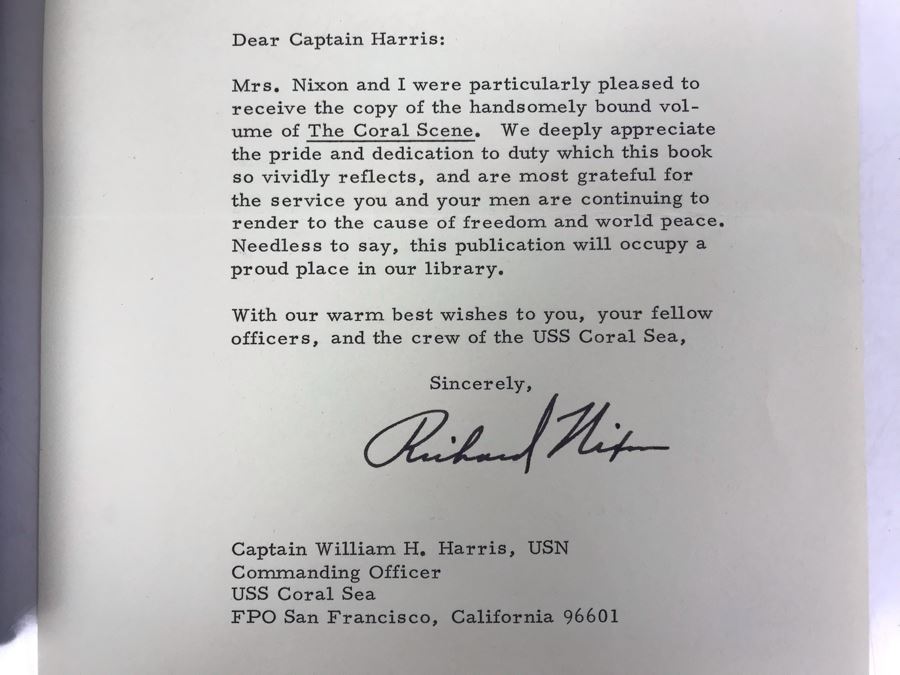 Dear Captain Harris:
Mrs. Nixon and I were particularly pleased to
receive the copy of the handsomely bound vol-
ume of The Coral Scene. We deeply appreciate
the pride and dedication to duty which this book
so vividly reflects, and are most grateful for
the service you and your men are continuing to
render to the cause of freedom and world peace.
Needless to say, this publication will occupy a
proud place in our library.
With our warm best wishes to you, your fellow
officers, and the crew of the USS Coral Sea,
Sincerely,
Richard Nixon
Captain William H. Harris, USN
Commanding Officer
USS Coral Sea
FPO San Francisco, California 96601